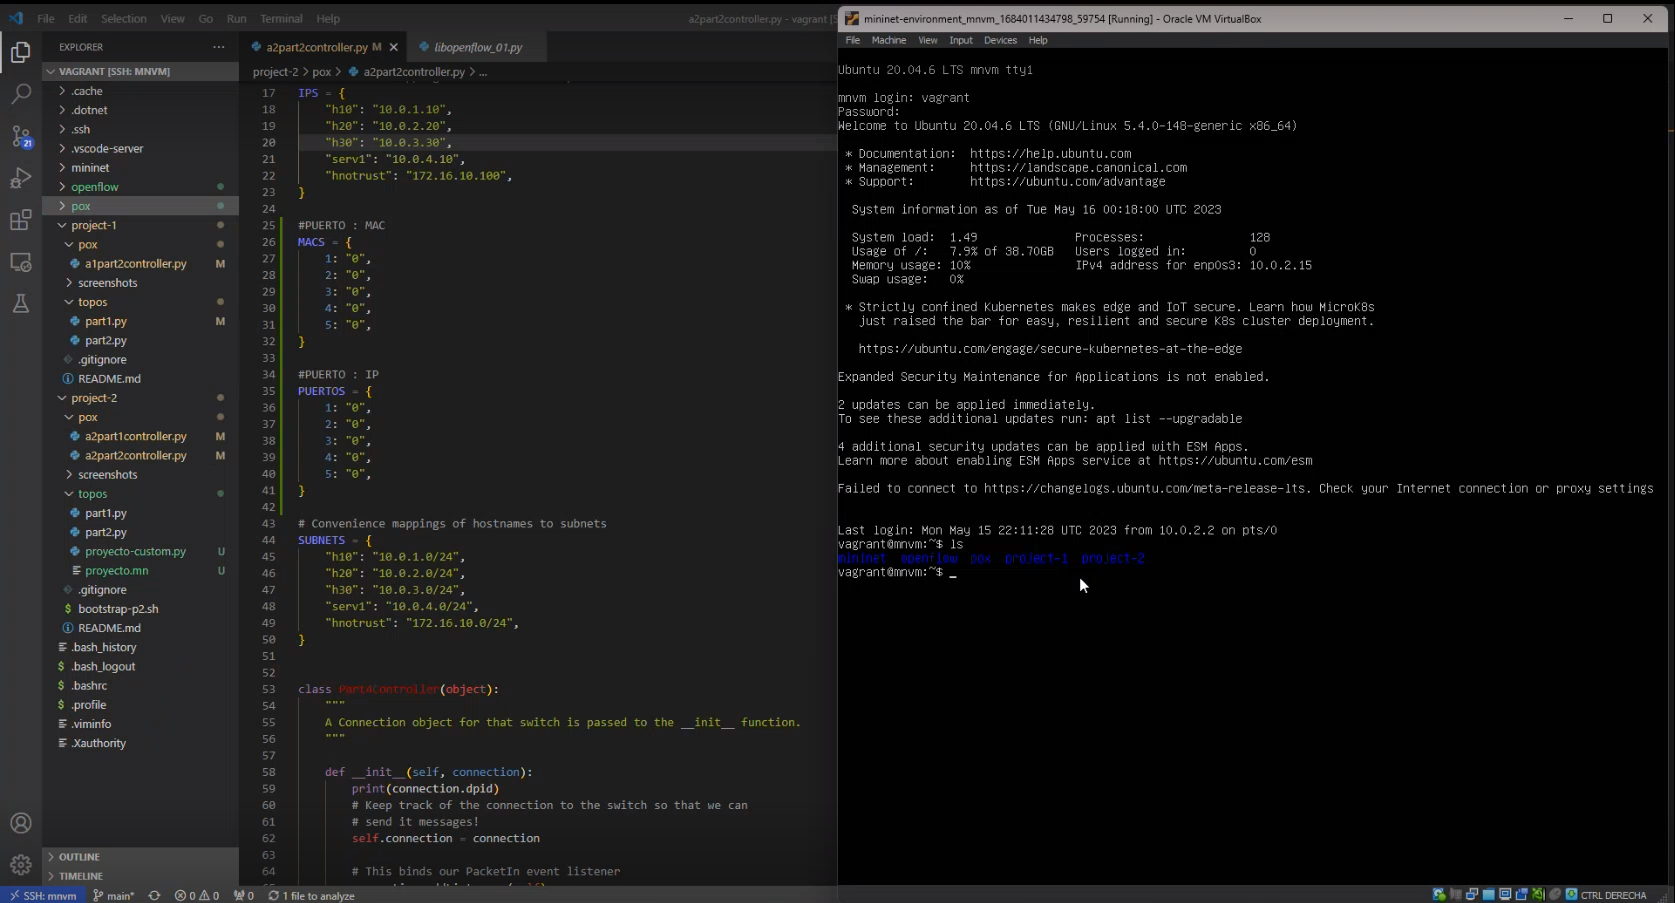 File Edit Selection View Go Run Terminal Help
a2part2controller.py - vagrant [S
EXPLORER
VAGRANT [SSH: MNVM]
.cache
.dotnet
.ssh
.vscode-server
mininet
openflow
pox
project-1
pox
a1part2controller.py M
screenshots
topos
part1.py M
part2.py
.gitignore
README.md
project-2
pox
a2part1controller.py M
a2part2controller.py M
screenshots
topos
part1.py
part2.py
proyecto-custom.py U
proyecto.mn U
.gitignore
bootstrap-p2.sh
README.md
.bash_history
.bash_logout
.bashrc
.profile
.viminfo
.Xauthority
OUTLINE
TIMELINE
21
a2part2controller.py M
libopenflow_01.py
project-2 > pox > a2part2controller.py > ...
17 IPS = {
18 "h10": "10.0.1.10",
19 "h20": "10.0.2.20",
20 "h30": "10.0.3.30",
21 "serv1": "10.0.4.10",
22 "hnotrust": "172.16.10.100",
23 }
24
25 #PUERTO : MAC
26 MACS = {
27 1: "0",
28 2: "0",
29 3: "0",
30 4: "0",
31 5: "0",
32 }
33
34 #PUERTO : IP
35 PUERTOS = {
36 1: "0",
37 2: "0",
38 3: "0",
39 4: "0",
40 5: "0",
41 }
42
43 # Convenience mappings of hostnames to subnets
44 SUBNETS = {
45 "h10": "10.0.1.0/24",
46 "h20": "10.0.2.0/24",
47 "h30": "10.0.3.0/24",
48 "serv1": "10.0.4.0/24",
49 "hnotrust": "172.16.10.0/24",
50 }
51
52
53 class Part4Controller(object):
54 """
55 A Connection object for that switch is passed to the __init__ function.
56 """
57
58 def __init__(self, connection):
59 print(connection.dpid)
60 # Keep track of the connection to the switch so that we can
61 # send it messages!
62 self.connection = connection
63
64 # This binds our PacketIn event listener
SSH: mnvm main* 0 0 0 1 file to analyze
mininet-environment_mnvm_1684011434798_59754 [Running] - Oracle VM VirtualBox
File Machine View Input Devices Help
Ubuntu 20.04.6 LTS mnvm tty1
mnvm login: vagrant
Password:
Welcome to Ubuntu 20.04.6 LTS (GNU/Linux 5.4.0-148-generic x86_64)
* Documentation: https://help.ubuntu.com
* Management: https://landscape.canonical.com
* Support: https://ubuntu.com/advantage
System information as of Tue May 16 00:18:00 UTC 2023
System load: 1.49 Processes: 128
Usage of /: 7.9% of 38.70GB Users logged in: 0
Memory usage: 10% IPv4 address for enp0s3: 10.0.2.15
Swap usage: 0%
* Strictly confined Kubernetes makes edge and IoT secure. Learn how MicroK8s
just raised the bar for easy, resilient and secure K8s cluster deployment.
https://ubuntu.com/engage/secure-kubernetes-at-the-edge
Expanded Security Maintenance for Applications is not enabled.
2 updates can be applied immediately.
To see these additional updates run: apt list --upgradable
4 additional security updates can be applied with ESM Apps.
Learn more about enabling ESM Apps service at https://ubuntu.com/esm
Failed to connect to https://changelogs.ubuntu.com/meta-release-lts. Check your Internet connection or proxy settings
Last login: Mon May 15 22:11:28 UTC 2023 from 10.0.2.2 on pts/0
vagrant@mnvm:~$ ls
mininet openflow pox project-1 project-2
vagrant@mnvm:~$ _
CTRL DERECHA